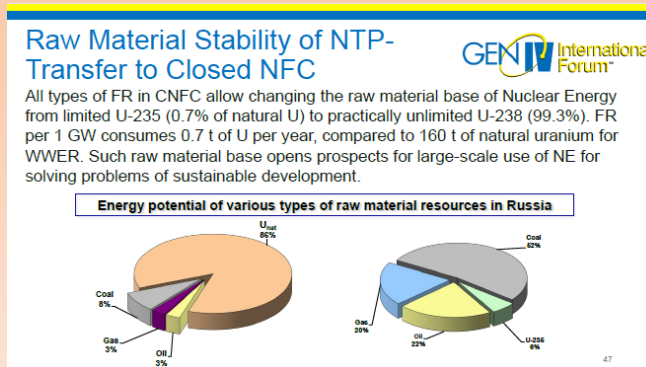 Raw Material Stability of NTP-
Transfer to Closed NFC
GEN IV International
Forum™
All types of FR in CNFC allow changing the raw material base of Nuclear Energy
from limited U-235 (0.7% of natural U) to practically unlimited U-238 (99.3%). FR
per 1 GW consumes 0.7 t of U per year, compared to 160 t of natural uranium for
WWER. Such raw material base opens prospects for large-scale use of NE for
solving problems of sustainable development.
Energy potential of various types of raw material resources in Russia
Unat
86%
Coal
8%
Gas
3%
Oil
3%
Coal
52%
Gas
20%
Oil
22%
U-235
6%
47